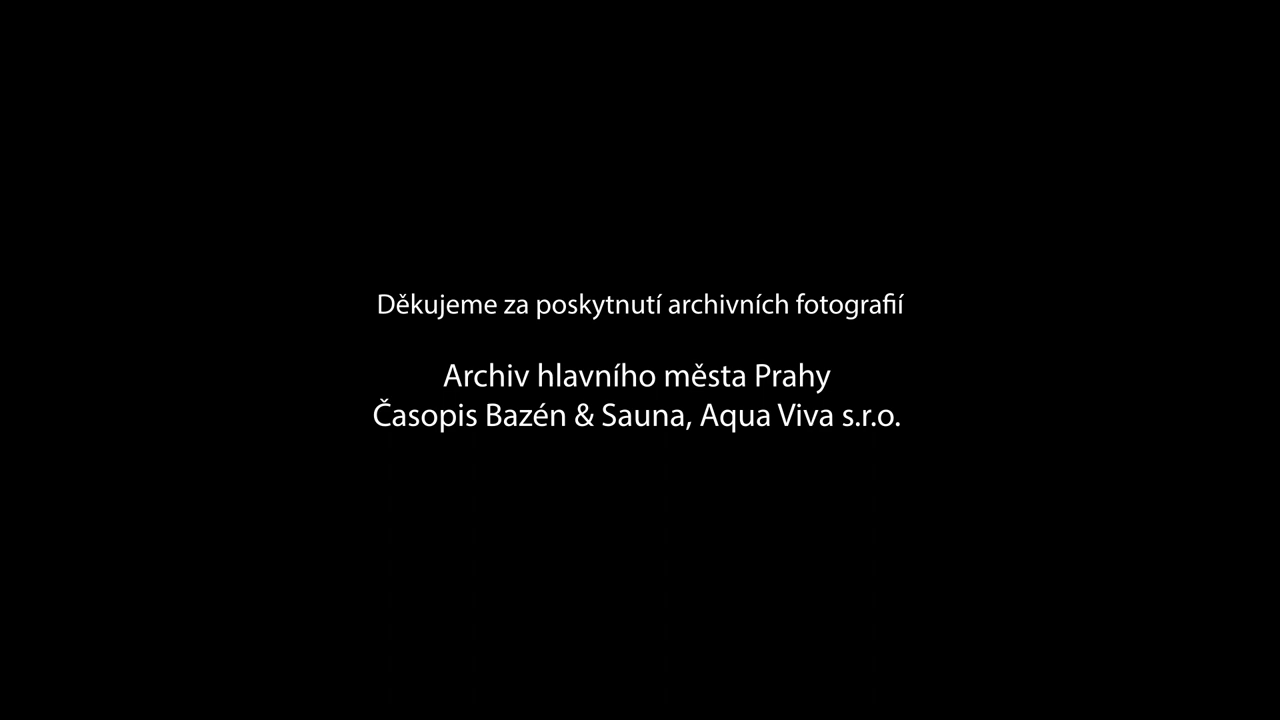 Děkujeme za poskytnutí archivních fotografií
Archiv hlavního města Prahy
Časopis Bazén & Sauna, Aqua Viva s.r.o.